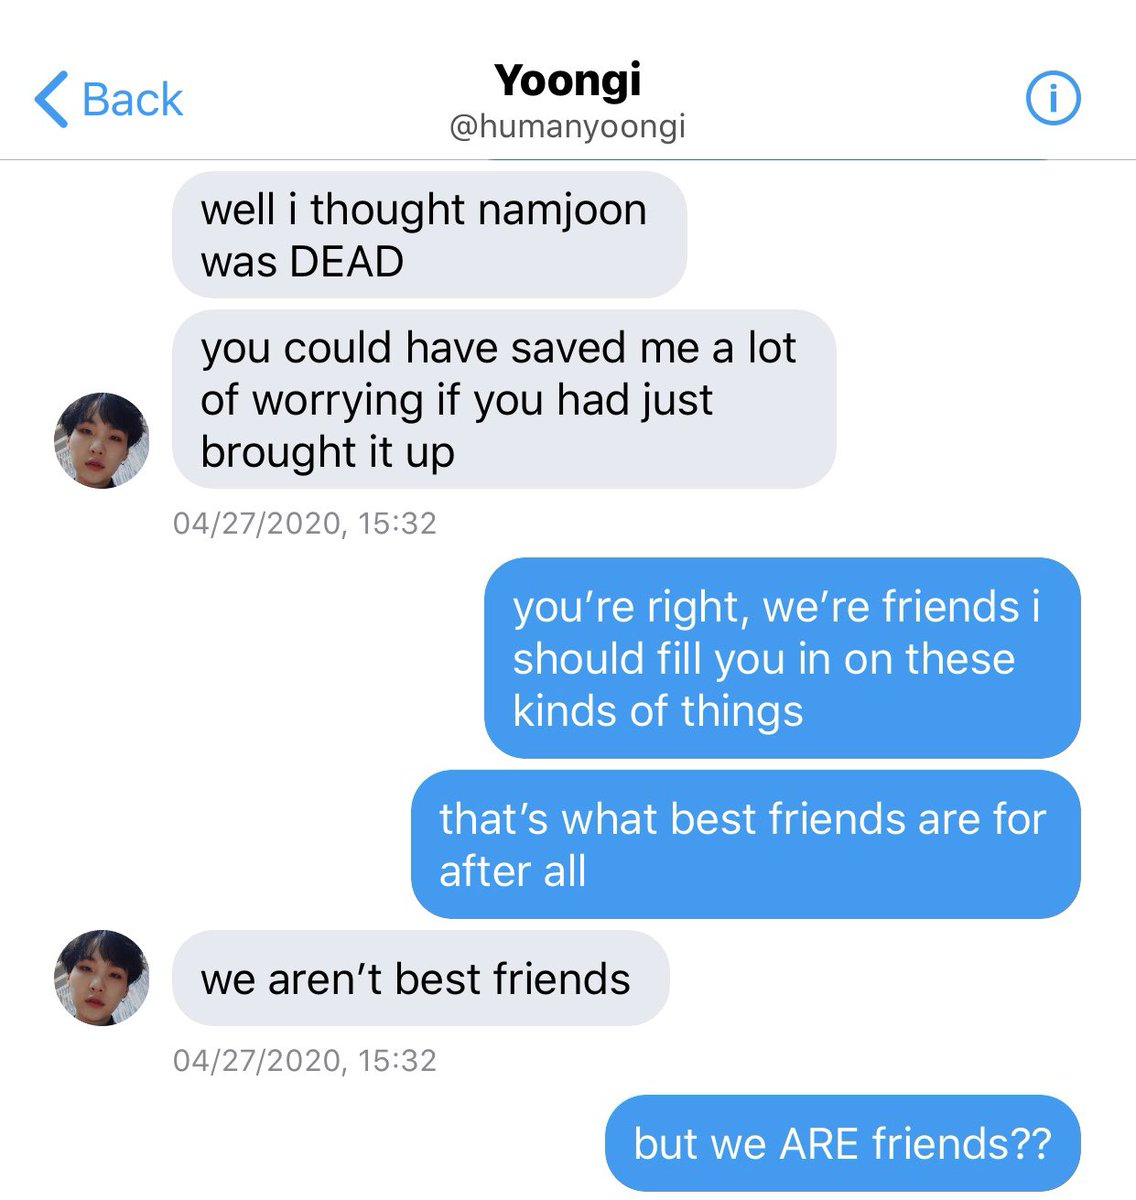 Back
Yoongi
@humanyoongi
well i thought namjoon
was DEAD
you could have saved me a lot
of worrying if you had just
brought it up
04/27/2020, 15:32
you’re right, we’re friends i
should fill you in on these
kinds of things
that’s what best friends are for
after all
we aren’t best friends
04/27/2020, 15:32
but we ARE friends??